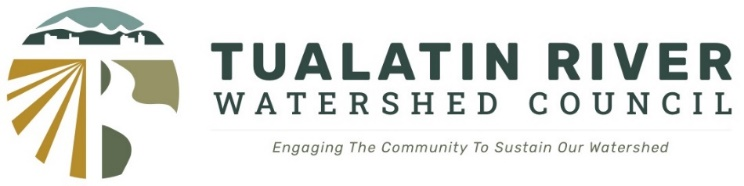 TUALATIN RIVER
WATERSHED COUNCIL
Engaging The Community To Sustain Our Watershed